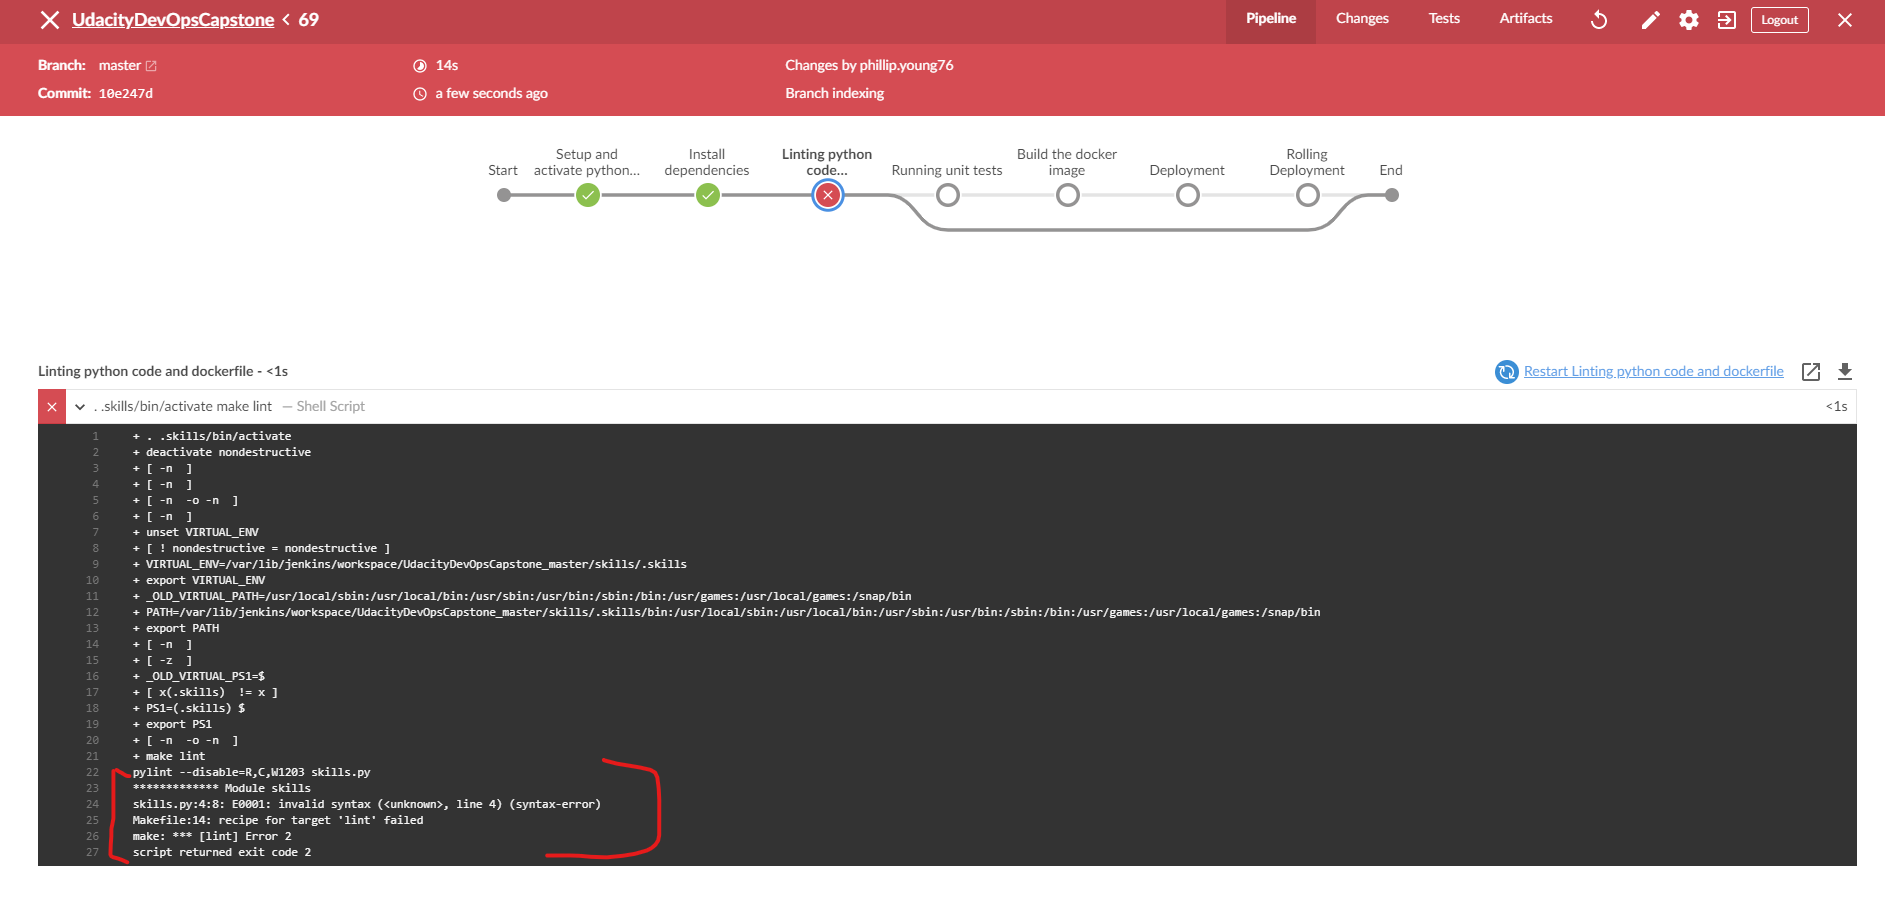 UdacityDevOpsCapstone < 69
Pipeline Changes Tests Artifacts Logout
Branch: master 14s Changes by phillip.young76
Commit: 10e247d a few seconds ago Branch indexing
Start
Setup and
activate python...
Install
dependencies
Linting python
code...
Running unit tests
Build the docker
image
Deployment
Rolling
Deployment
End
Linting python code and dockerfile - <1s
Restart Linting python code and dockerfile
. .skills/bin/activate make lint — Shell Script <1s
1 + . .skills/bin/activate
2 + deactivate nondestructive
3 + [ -n  ]
4 + [ -n  ]
5 + [ -n  -o -n  ]
6 + [ -n  ]
7 + unset VIRTUAL_ENV
8 + [ ! nondestructive = nondestructive ]
9 + VIRTUAL_ENV=/var/lib/jenkins/workspace/UdacityDevOpsCapstone_master/skills/.skills
10 + export VIRTUAL_ENV
11 + _OLD_VIRTUAL_PATH=/usr/local/sbin:/usr/local/bin:/usr/sbin:/usr/bin:/sbin:/bin:/usr/games:/usr/local/games:/snap/bin
12 + PATH=/var/lib/jenkins/workspace/UdacityDevOpsCapstone_master/skills/.skills/bin:/usr/local/sbin:/usr/local/bin:/usr/sbin:/usr/bin:/sbin:/bin:/usr/games:/usr/local/games:/snap/bin
13 + export PATH
14 + [ -n  ]
15 + [ -z  ]
16 + _OLD_VIRTUAL_PS1=$
17 + [ x(.skills)  != x ]
18 + PS1=(.skills) $
19 + export PS1
20 + [ -n  -o -n  ]
21 + make lint
22 pylint --disable=R,C,W1203 skills.py
23 ************* Module skills
24 skills.py:4:8: E0001: invalid syntax (<unknown>, line 4) (syntax-error)
25 Makefile:14: recipe for target 'lint' failed
26 make: *** [lint] Error 2
27 script returned exit code 2